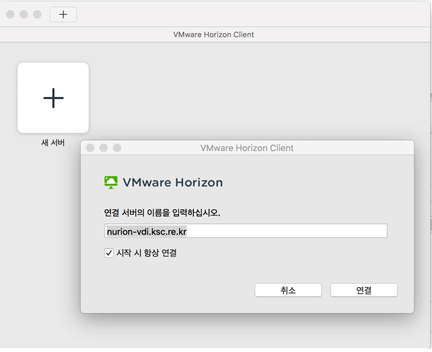 VMware Horizon Client
새 서버
VMware Horizon Client
VMware Horizon
연결 서버의 이름을 입력하십시오.
nurion-vdi.ksc.re.kr
시작 시 항상 연결
취소
연결